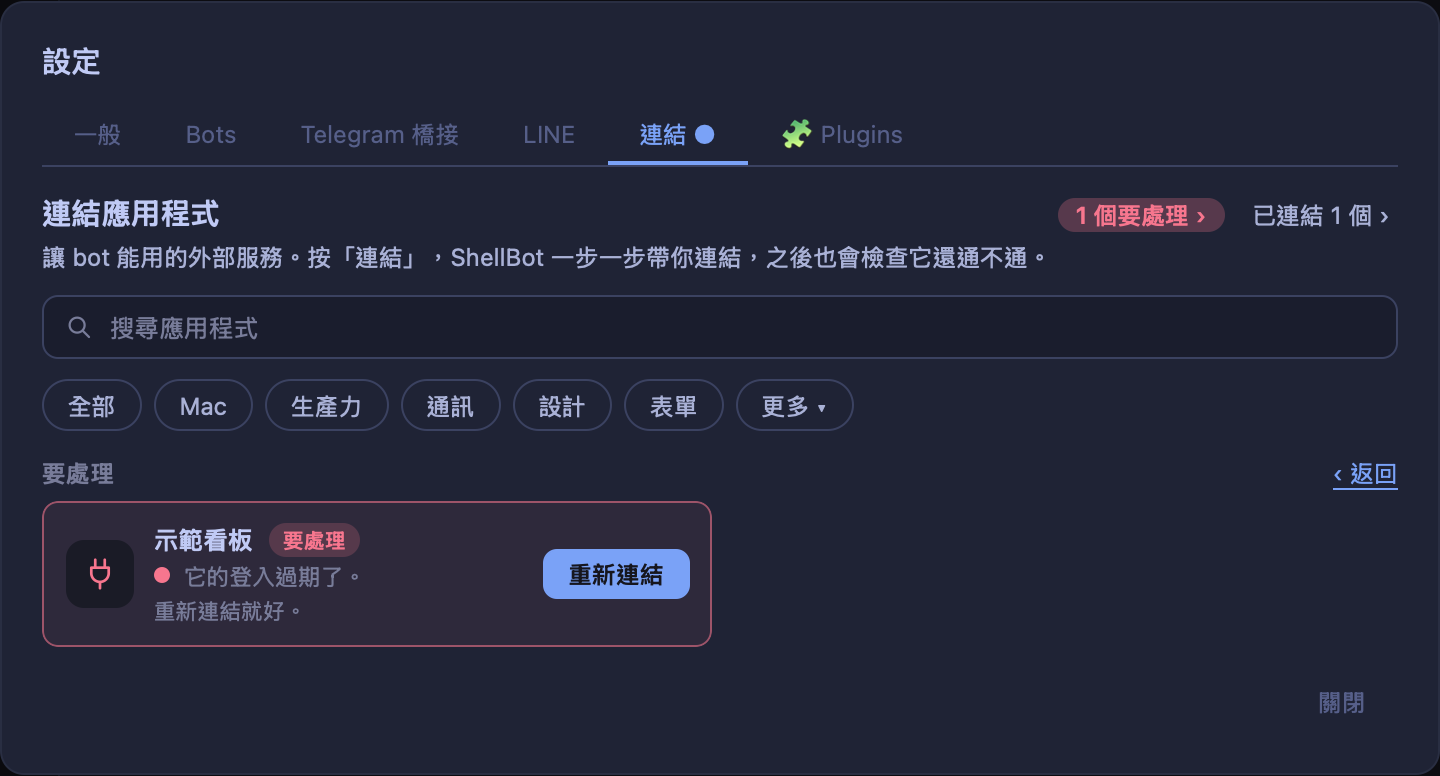 設定
一般 Bots Telegram 橋接 LINE 連結 Plugins
連結應用程式 1 個要處理 › 已連結 1 個 ›
讓 bot 能用的外部服務。按「連結」，ShellBot 一步一步帶你連結，之後也會檢查它還通不通。
搜尋應用程式
全部 Mac 生產力 通訊 設計 表單 更多 ▾
要處理 ‹ 返回
示範看板 要處理
它的登入過期了。
重新連結就好。
重新連結
關閉